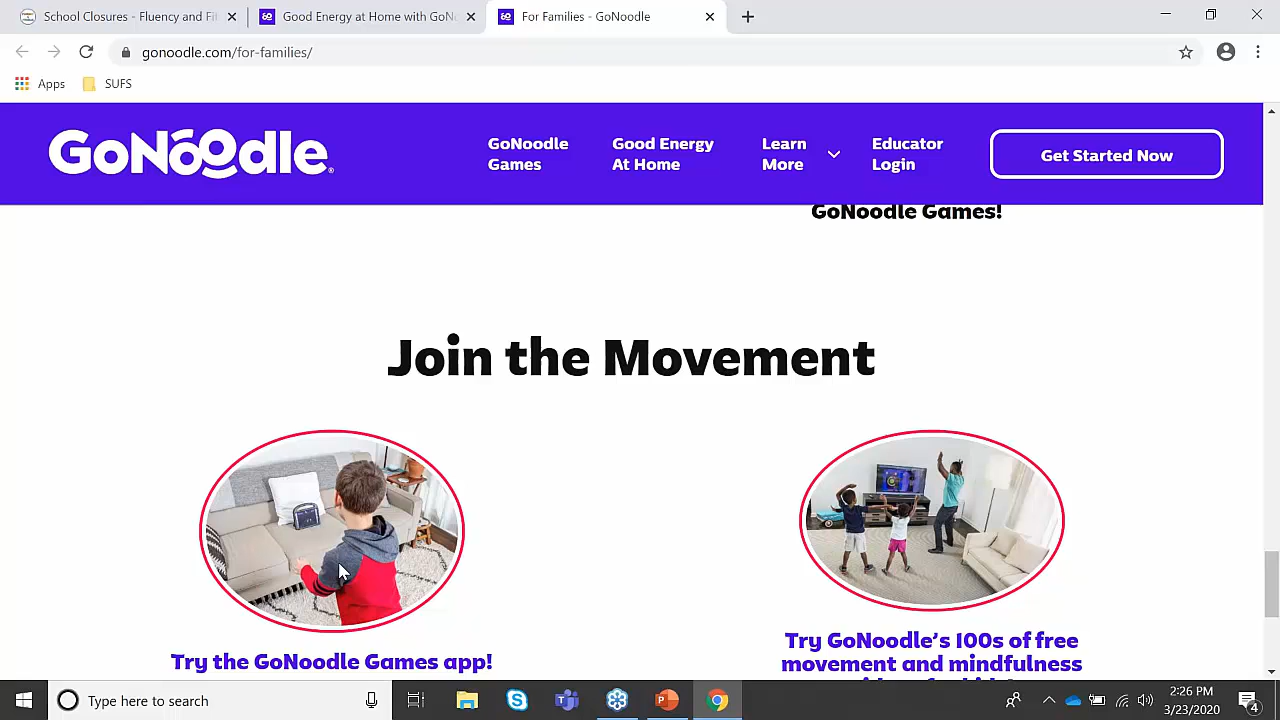 School Closures - Fluency and Fi
Good Energy at Home with GoN
For Families - GoNoodle
gonoodle.com/for-families/
Apps
SUFS
GoNoodle
GoNoodle Games
Good Energy At Home
Learn More
Educator Login
Get Started Now
GoNoodle Games!
Join the Movement
Try the GoNoodle Games app!
Try GoNoodle's 100s of free
movement and mindfulness
Type here to search
2:26 PM
3/23/2020
4